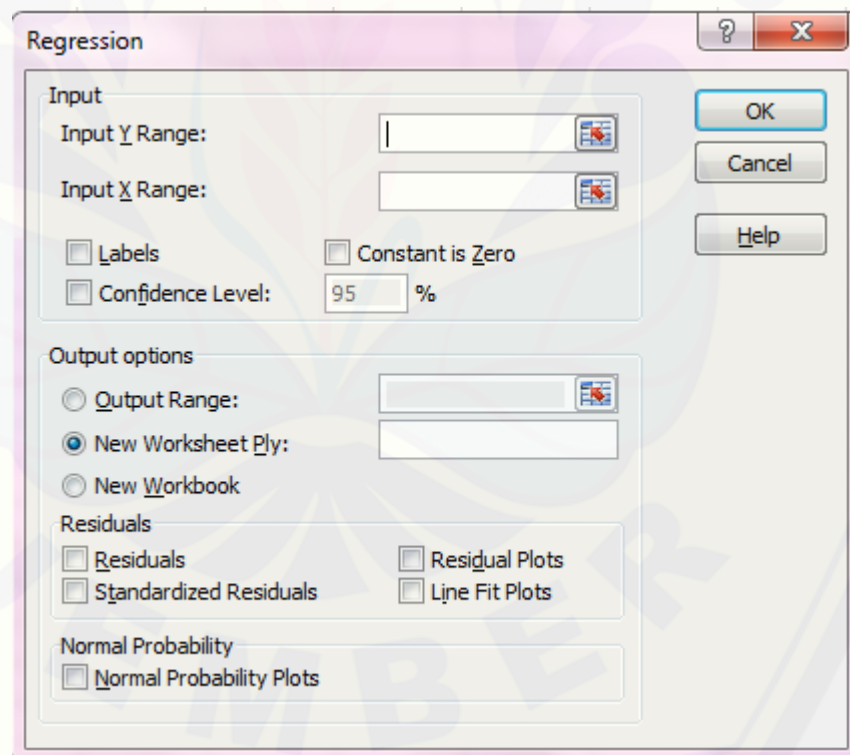 Regression
Input
Input Y Range:
OK
Input X Range:
Cancel
Labels
Constant is Zero
Help
Confidence Level:
95 %
Output options
Output Range:
New Worksheet Ply:
New Workbook
Residuals
Residuals
Residual Plots
Standardized Residuals
Line Fit Plots
Normal Probability
Normal Probability Plots
EMBER